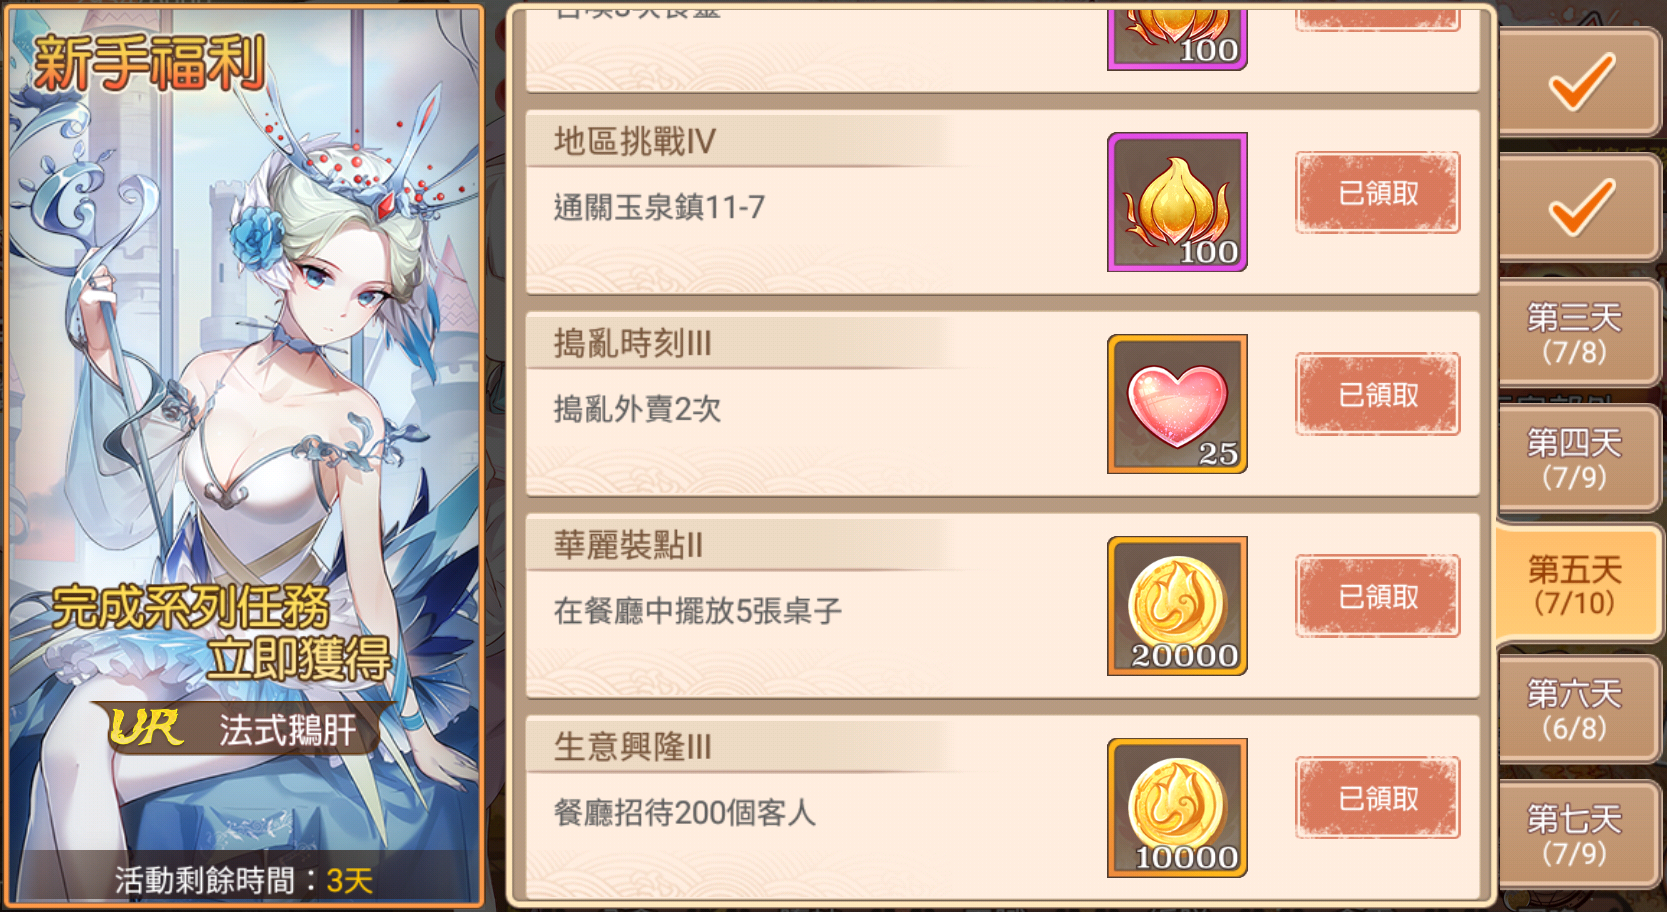 新手福利
完成系列任務
立即獲得
UR 法式鵝肝
活動剩餘時間：3天
召喚3次食靈
100
地區挑戰IV
通關玉泉鎮11-7
100
已領取
搗亂時刻III
搗亂外賣2次
25
已領取
華麗裝點II
在餐廳中擺放5張桌子
20000
已領取
生意興隆III
餐廳招待200個客人
10000
已領取
第三天
(7/8)
第四天
(7/9)
第五天
(7/10)
第六天
(6/8)
第七天
(7/9)